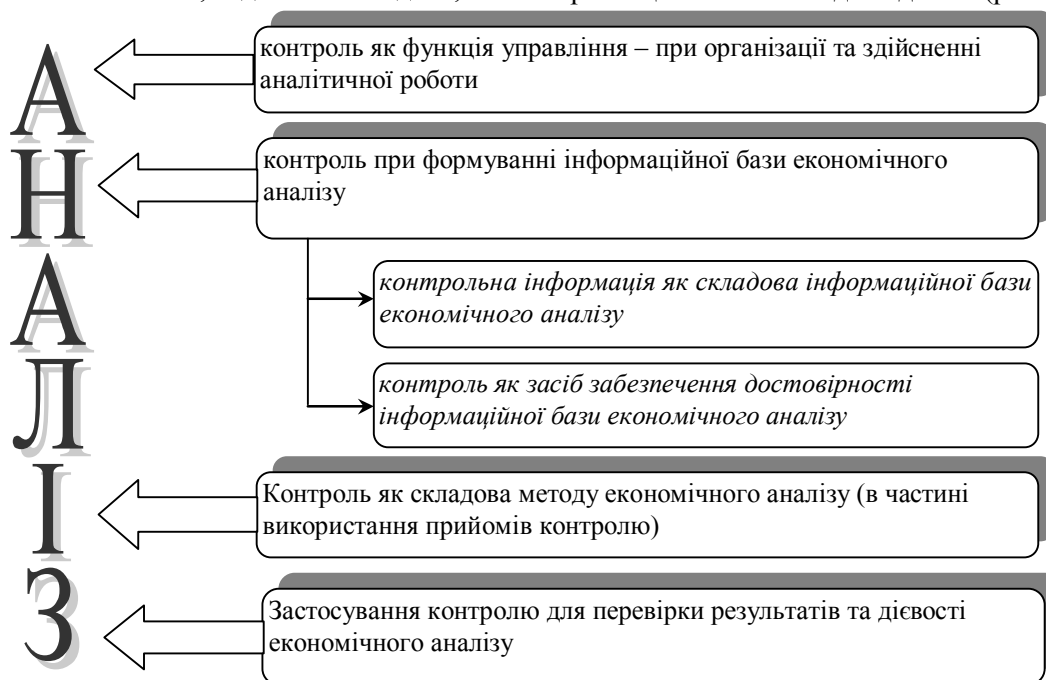 контроль як функція управління – при організації та здійсненні
аналітичної роботи
контроль при формуванні інформаційної бази економічного
аналізу
контрольна інформація як складова інформаційної бази
економічного аналізу
контроль як засіб забезпечення достовірності
інформаційної бази економічного аналізу
Контроль як складова методу економічного аналізу (в частині
використання прийомів контролю)
Застосування контролю для перевірки результатів та дієвості
економічного аналізу
АНАЛІЗ